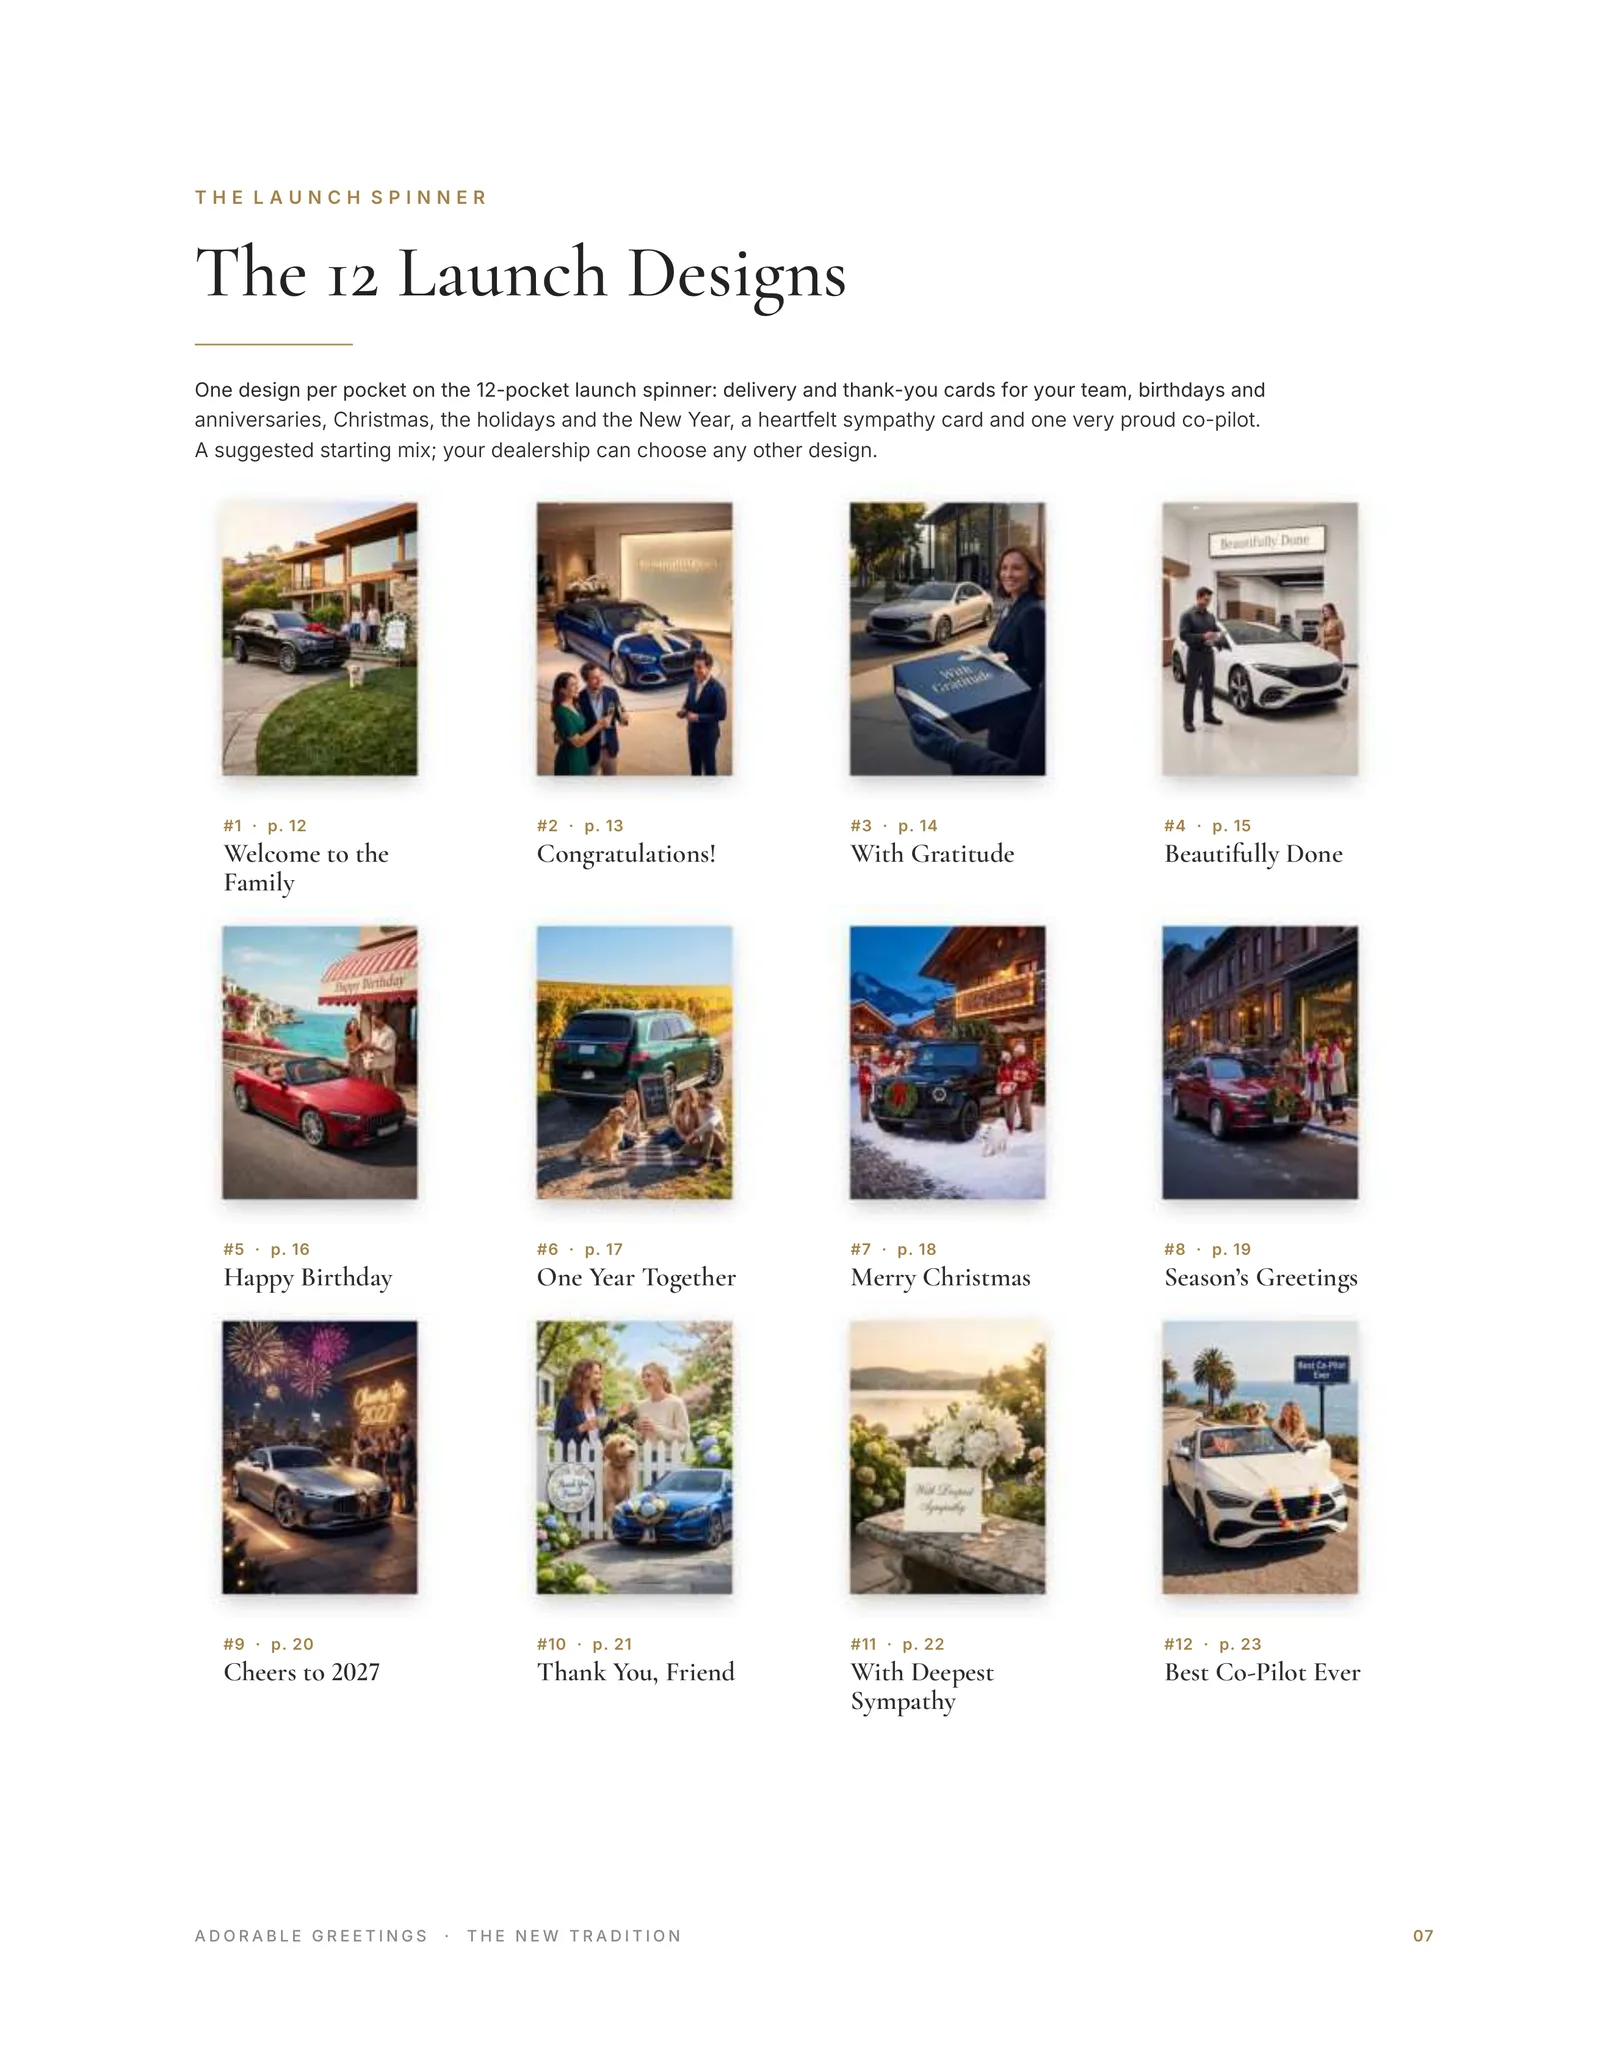 THE LAUNCH SPINNER
The 12 Launch Designs
One design per pocket on the 12-pocket launch spinner: delivery and thank-you cards for your team, birthdays and
anniversaries, Christmas, the holidays and the New Year, a heartfelt sympathy card and one very proud co-pilot.
A suggested starting mix; your dealership can choose any other design.
Beautifully Done
With
Gratitude
#1 · p. 12
Welcome to the
Family
#2 · p. 13
Congratulations!
#3 · p. 14
With Gratitude
#4 · p. 15
Beautifully Done
Happy Birthday
#5 · p. 16
Happy Birthday
#6 · p. 17
One Year Together
#7 · p. 18
Merry Christmas
#8 · p. 19
Season’s Greetings
Cheers to
2027
Thank You
Friend
With Deepest
Sympathy
Best Co-Pilot
Ever
#9 · p. 20
Cheers to 2027
#10 · p. 21
Thank You, Friend
#11 · p. 22
With Deepest
Sympathy
#12 · p. 23
Best Co-Pilot Ever
ADORABLE GREETINGS · THE NEW TRADITION
07